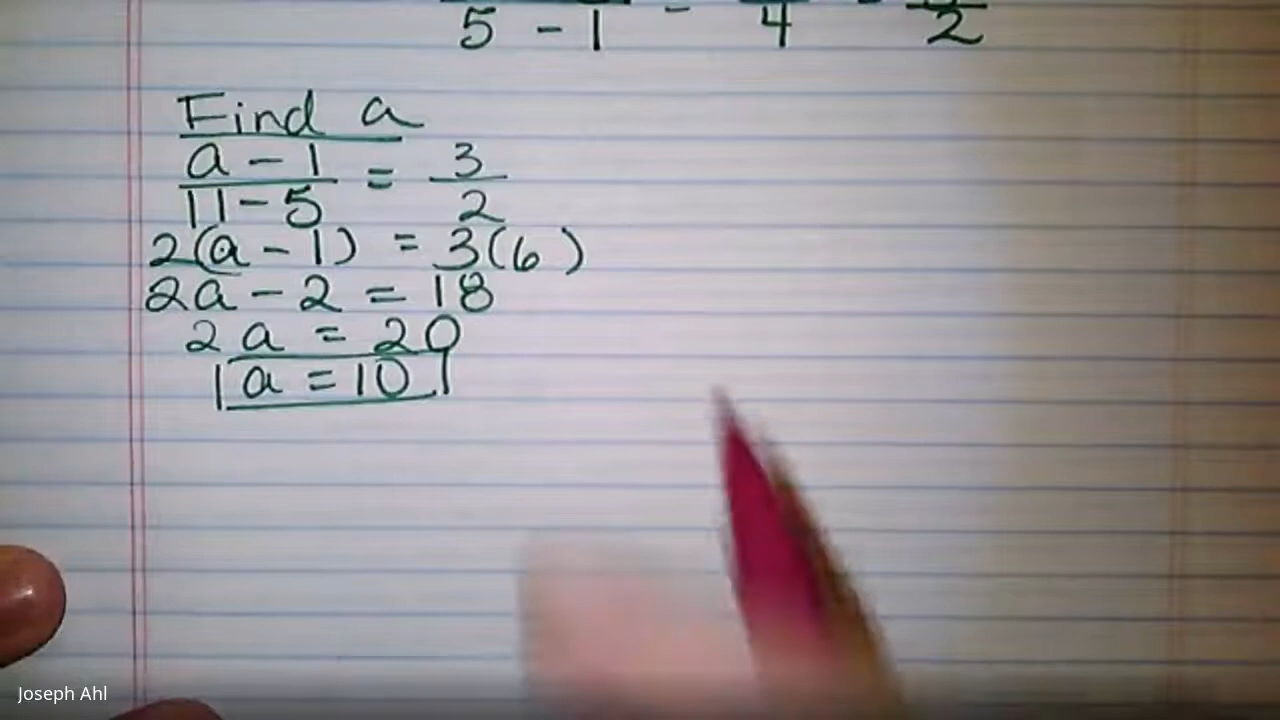 5 - 1 - 4 2
Find a
a - 1 = 3
11 - 5 2
2(a - 1) = 3(6)
2a - 2 = 18
2a = 20
a = 10
Joseph Ahl